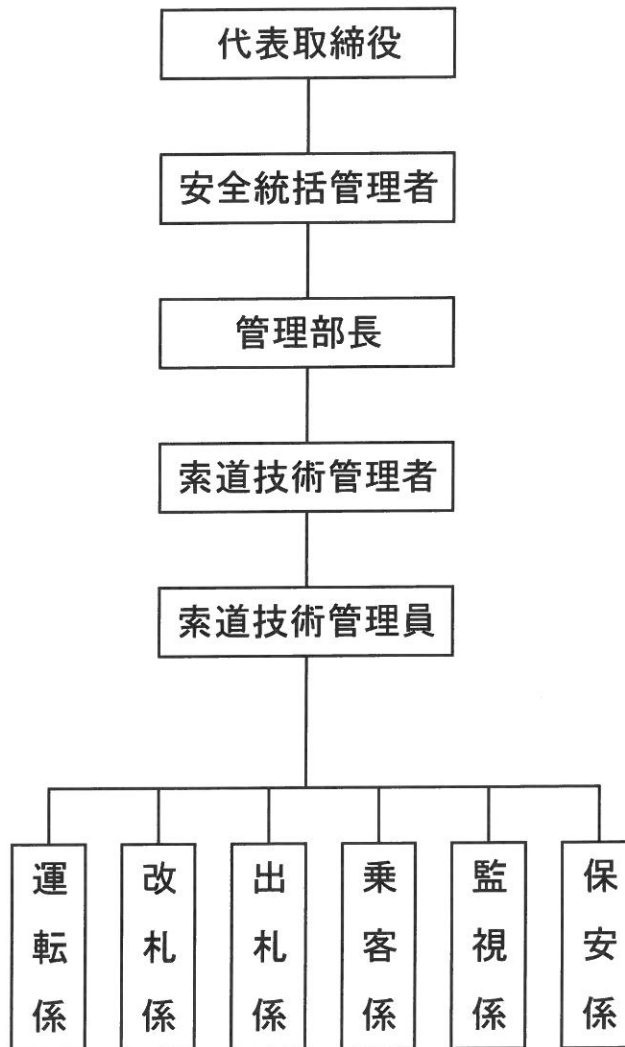 代表取締役
安全統括管理者
管理部長
索道技術管理者
索道技術管理員
運転係
改札係
出札係
乗客係
監視係
保安係